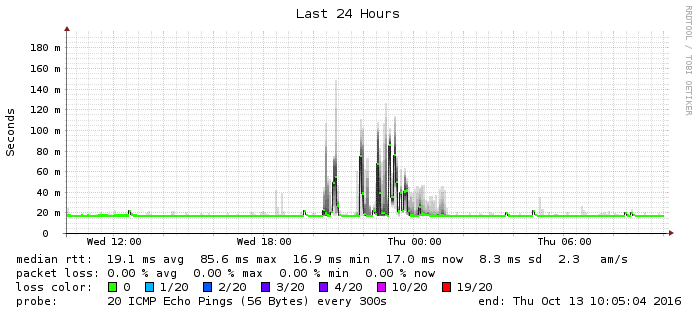 Last 24 Hours
RRDTOOL / TOBI OETIKER
Seconds
180 m
160 m
140 m
120 m
100 m
80 m
60 m
40 m
20 m
0
Wed 12:00 Wed 18:00 Thu 00:00 Thu 06:00
median rtt: 19.1 ms avg 85.6 ms max 16.9 ms min 17.0 ms now 8.3 ms sd 2.3 am/s
packet loss: 0.00 % avg 0.00 % max 0.00 % min 0.00 % now
loss color: 0 1/20 2/20 3/20 4/20 10/20 19/20
probe: 20 ICMP Echo Pings (56 Bytes) every 300s end: Thu Oct 13 10:05:04 2016